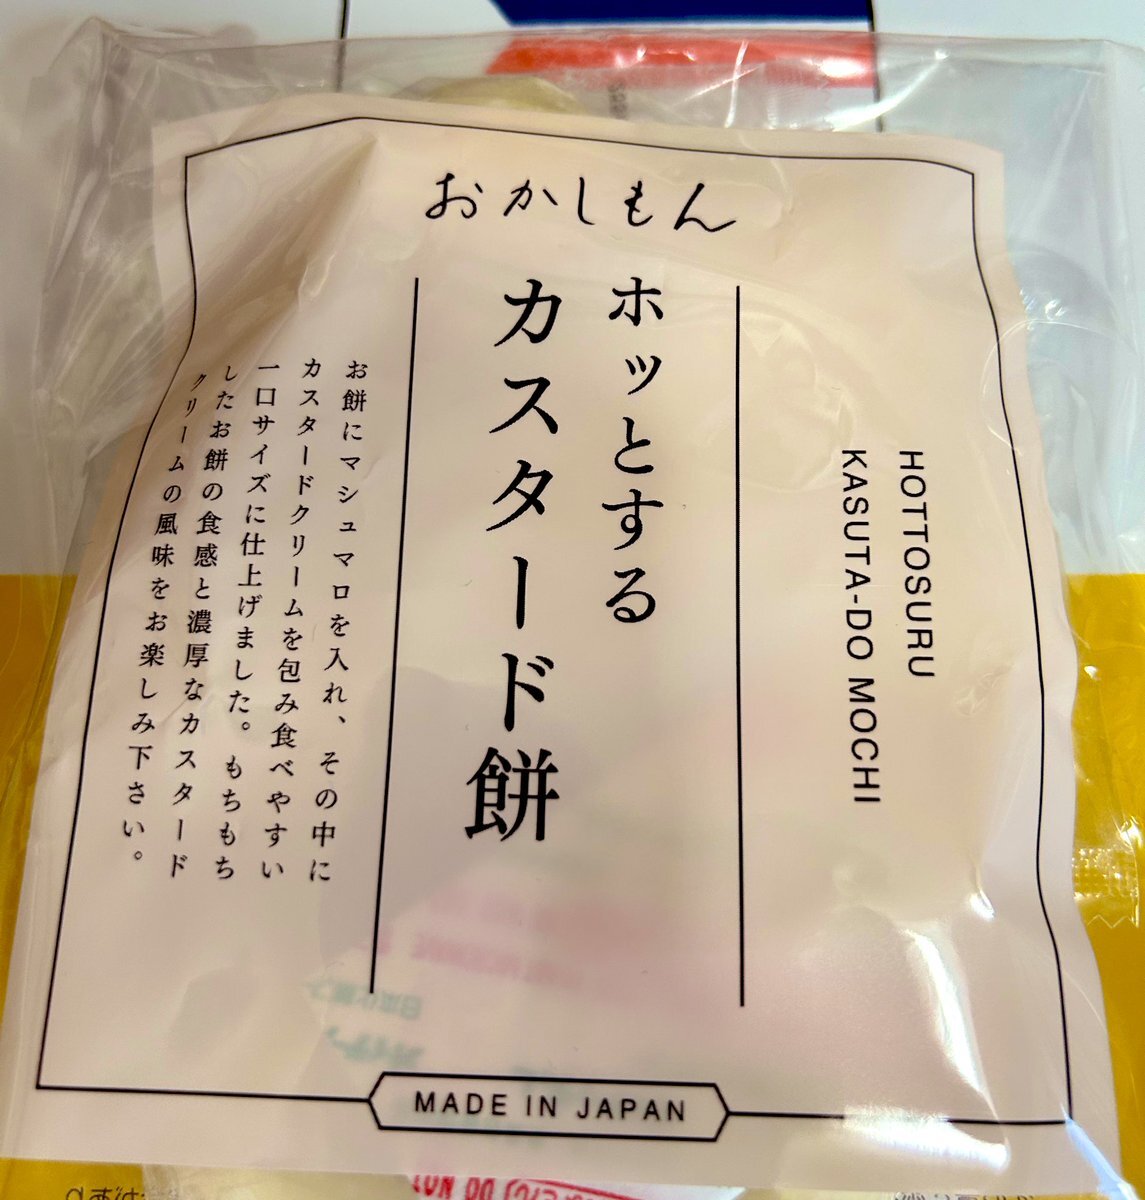 おかしもん
HOTTOSURU
KASUTA-DO MOCHI
ホッとする
カスタード餅
お餅にマシュマロを入れ、その中に
カスタードクリームを包み食べやすい
一口サイズに仕上げました。もちもち
したお餅の食感と濃厚なカスタード
クリームの風味をお楽しみ下さい。
MADE IN JAPAN
DO NOT